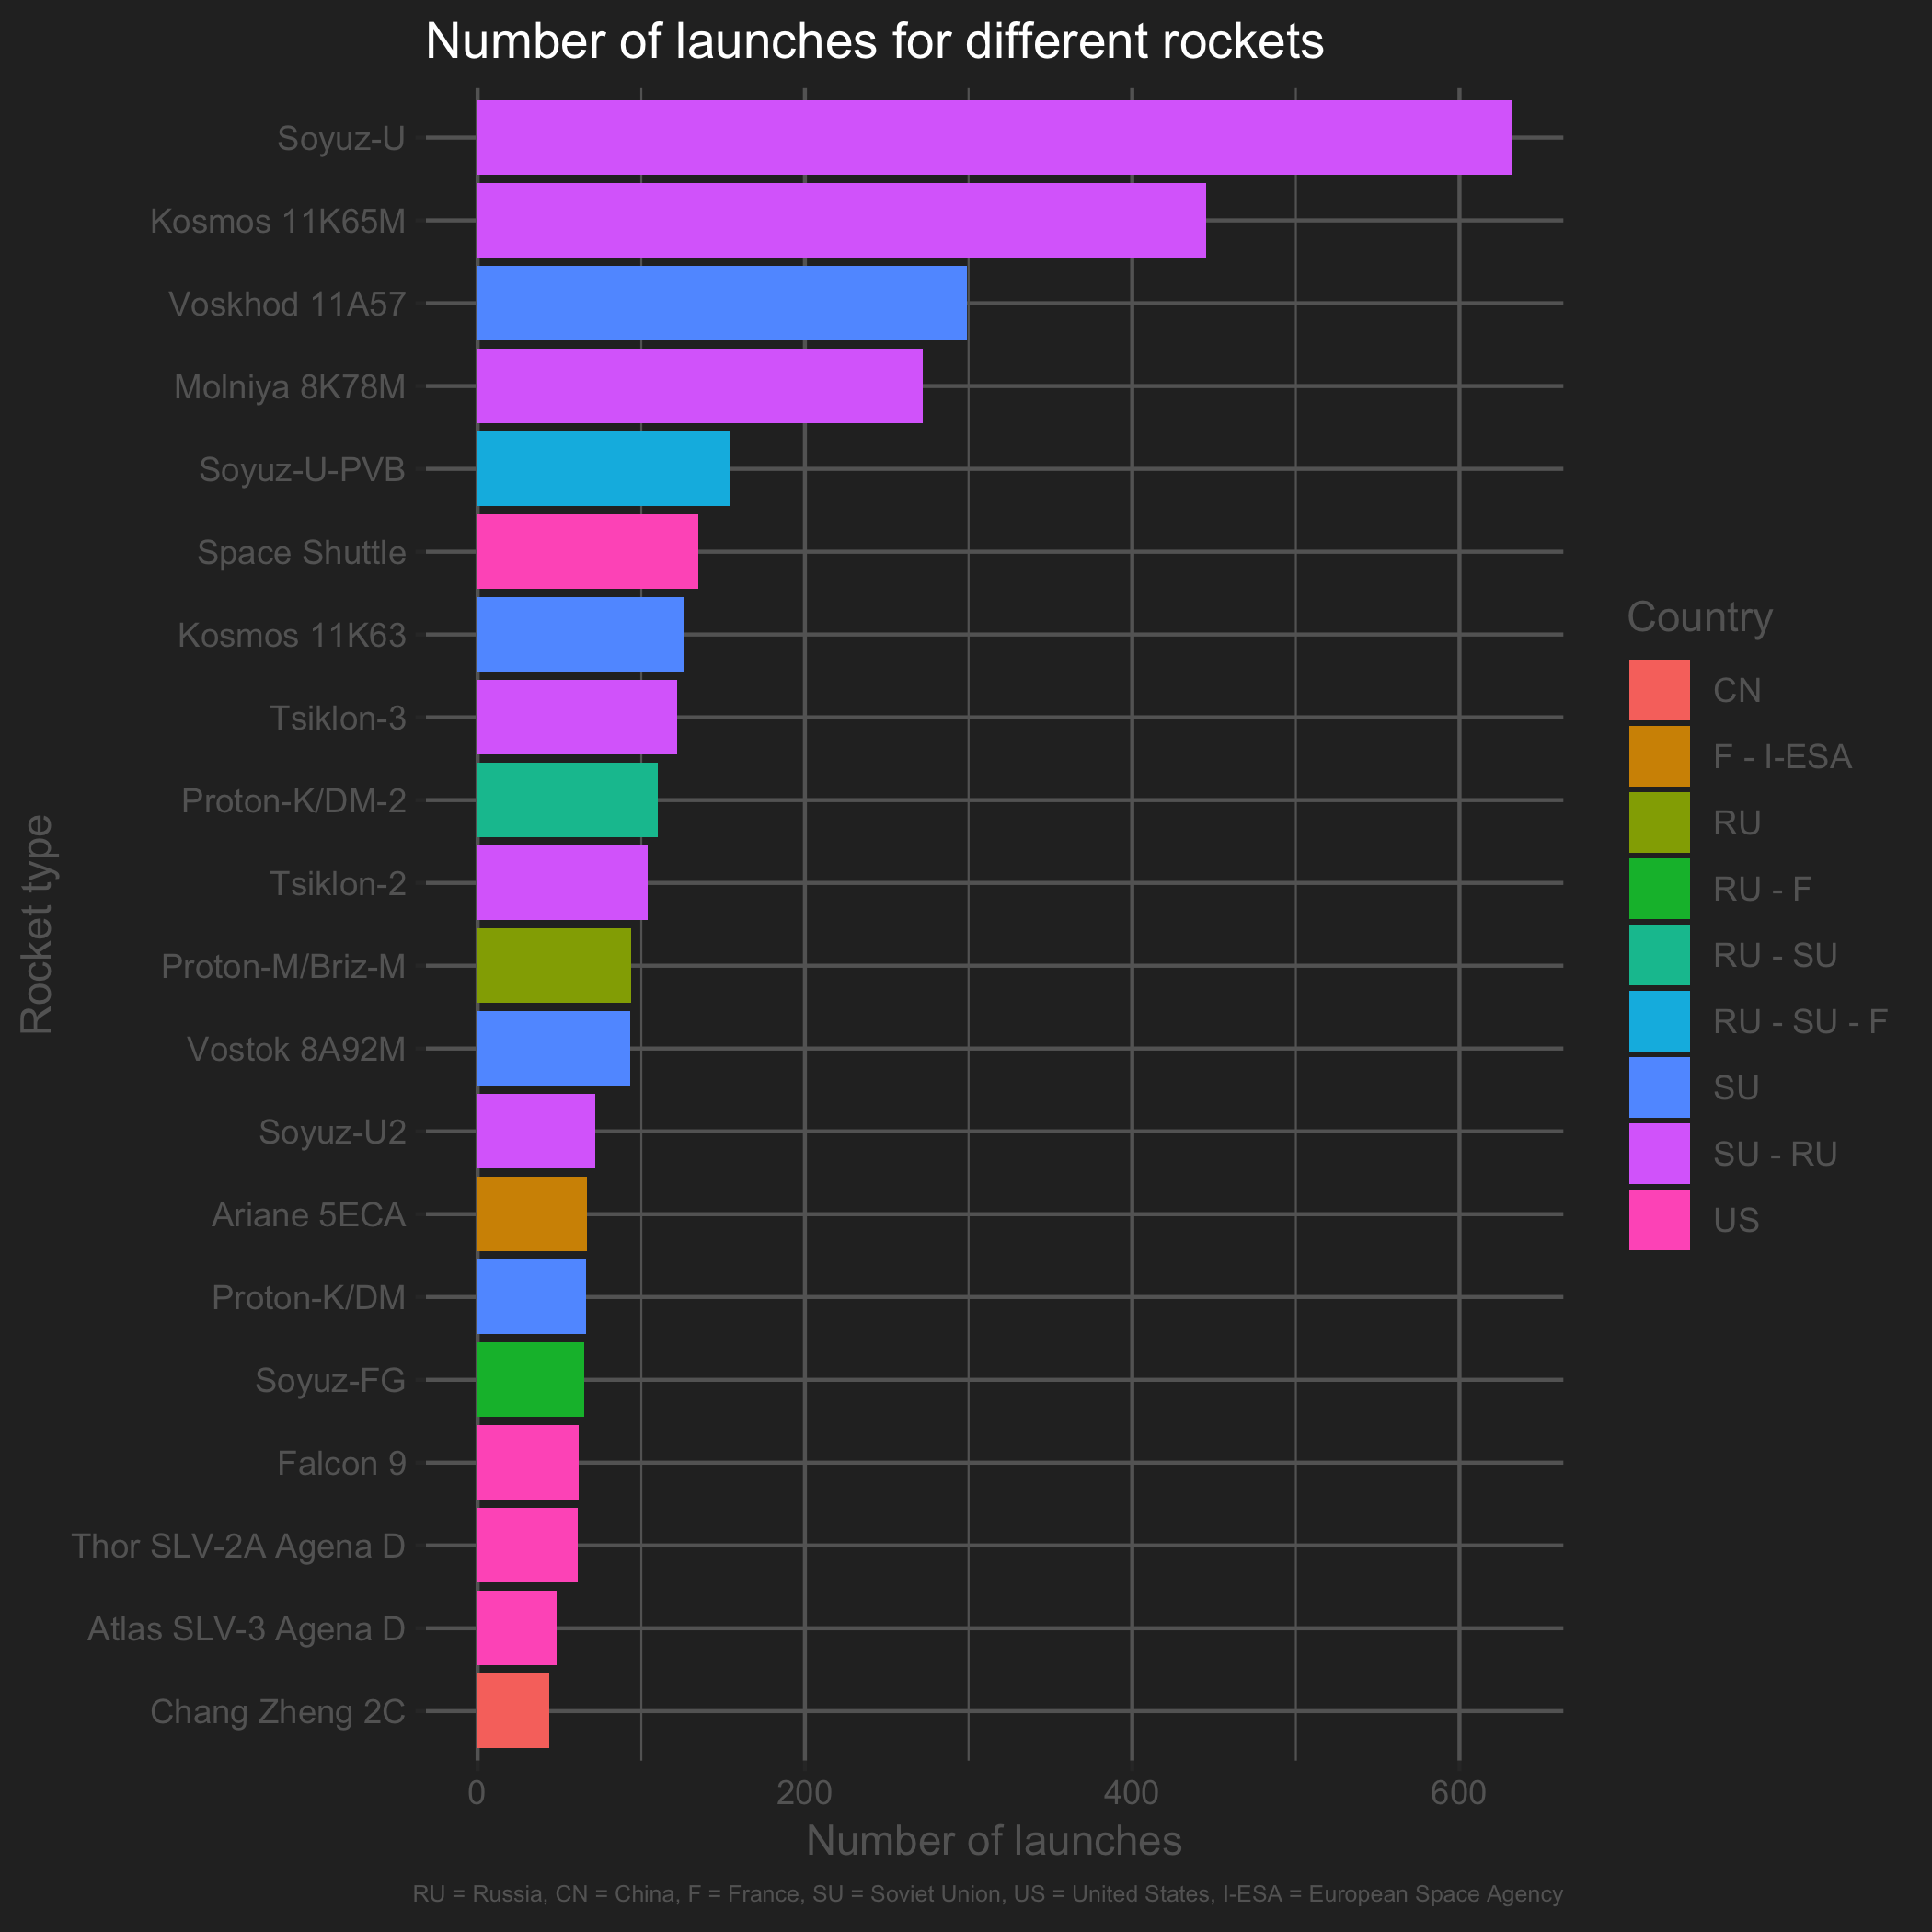 Number of launches for different rockets
Soyuz-U
Kosmos 11K65M
Voskhod 11A57
Molniya 8K78M
Soyuz-U-PVB
Space Shuttle
Kosmos 11K63
Tsiklon-3
Proton-K/DM-2
Tsiklon-2
Proton-M/Briz-M
Vostok 8A92M
Soyuz-U2
Ariane 5ECA
Proton-K/DM
Soyuz-FG
Falcon 9
Thor SLV-2A Agena D
Atlas SLV-3 Agena D
Chang Zheng 2C
Rocket type
0 200 400 600
Number of launches
RU = Russia, CN = China, F = France, SU = Soviet Union, US = United States, I-ESA = European Space Agency
Country
CN
F - I-ESA
RU
RU - F
RU - SU
RU - SU - F
SU
SU - RU
US